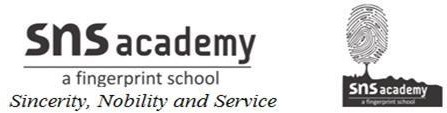 sns academy
a fingerprint school
Sincerity, Nobility and Service
sns academy
a fingerprint school